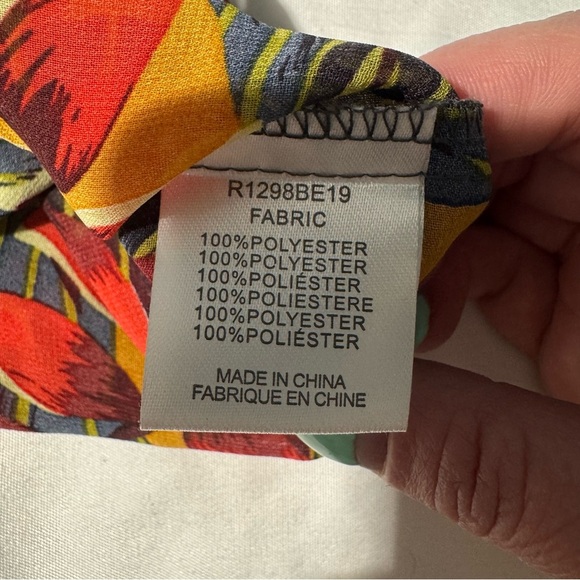 R1298BE19
FABRIC
100%POLYESTER
100%POLYESTER
100%POLIÉSTER
100%POLIESTERE
100%POLYESTER
100%POLIÉSTER
MADE IN CHINA
FABRIQUE EN CHINE